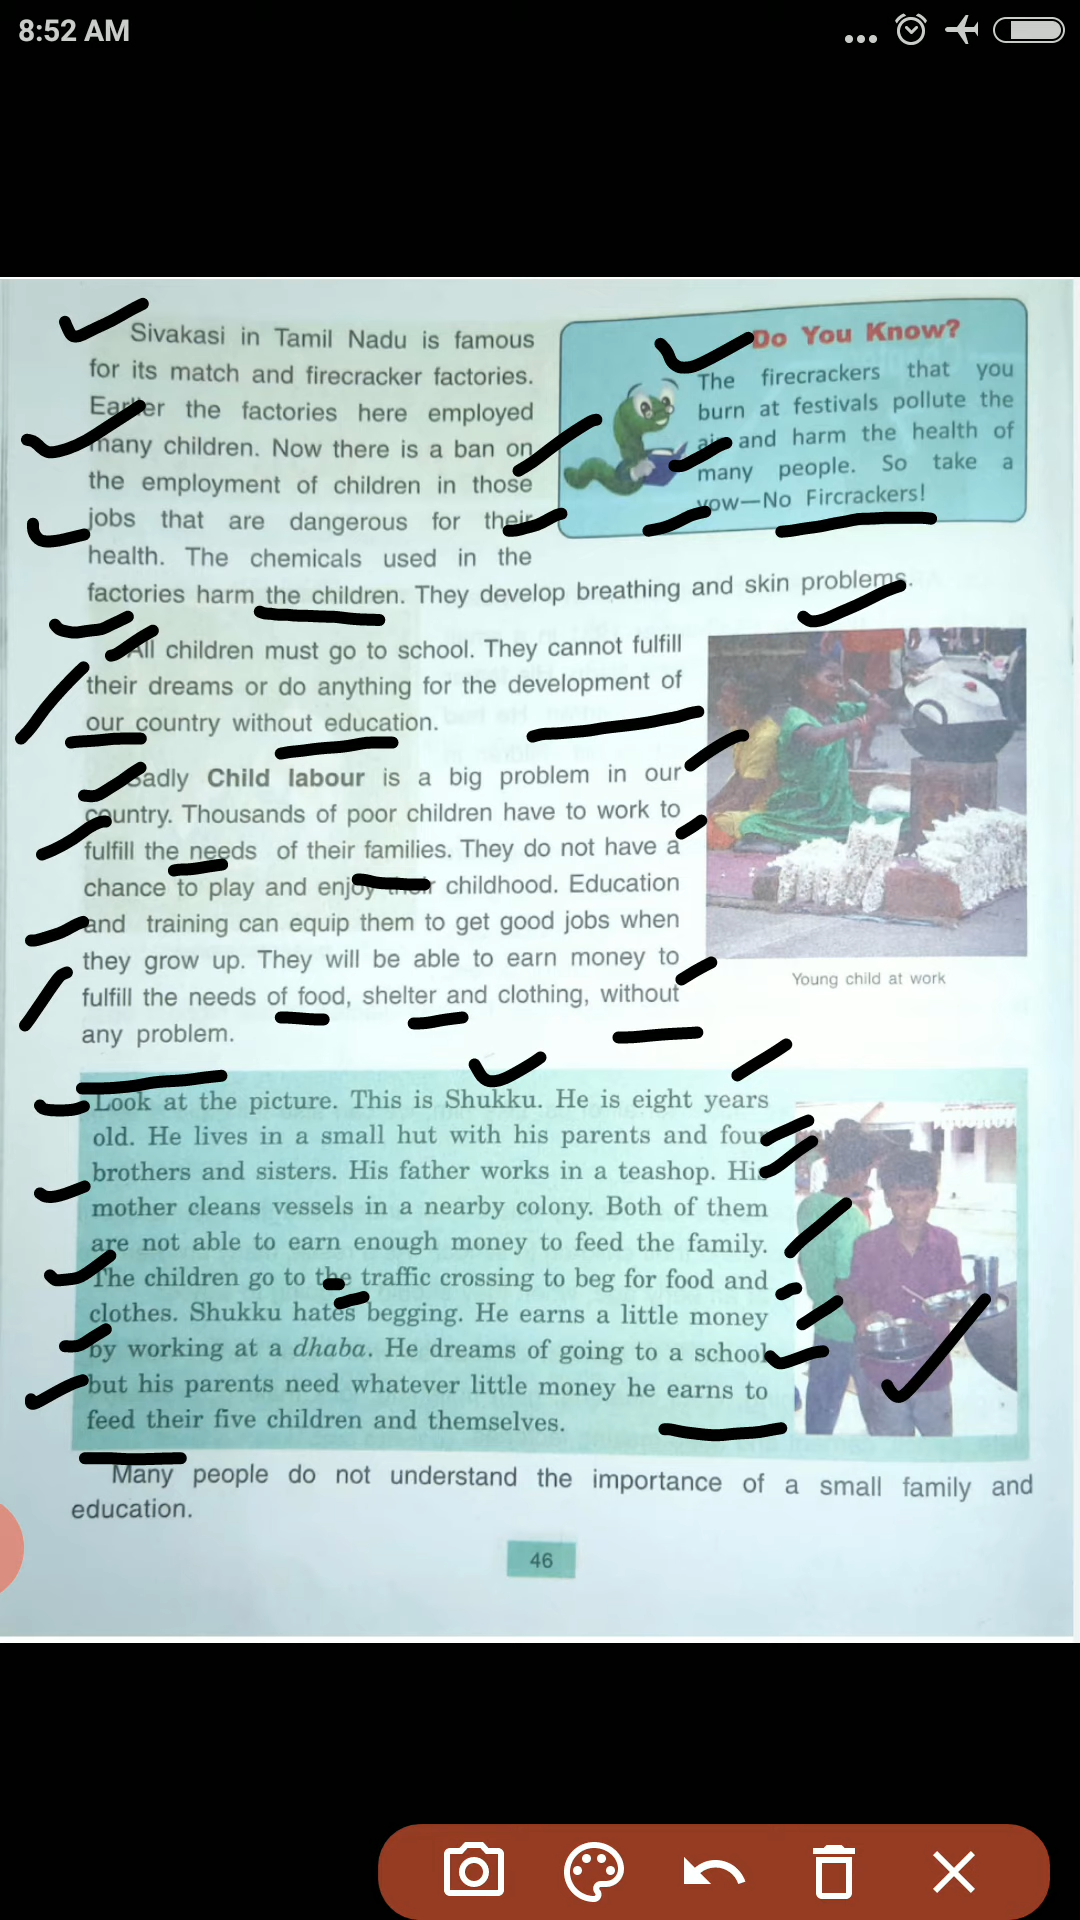 8:52 AM
Sivakasi in Tamil Nadu is famous
for its match and firecracker factories.
Earlier the factories here employed
many children. Now there is a ban on
the employment of children in those
jobs that are dangerous for their
health. The chemicals used in the
factories harm the children. They develop breathing and skin problems.
Do You Know?
The firecrackers that you
burn at festivals pollute the
air and harm the health of
many people. So take a
vow—No Fircrackers!
All children must go to school. They cannot fulfill
their dreams or do anything for the development of
our country without education.
Sadly Child labour is a big problem in our
country. Thousands of poor children have to work to
fulfill the needs of their families. They do not have a
chance to play and enjoy their childhood. Education
and training can equip them to get good jobs when
they grow up. They will be able to earn money to
fulfill the needs of food, shelter and clothing, without
any problem.
Young child at work
Look at the picture. This is Shukku. He is eight years
old. He lives in a small hut with his parents and four
brothers and sisters. His father works in a teashop. His
mother cleans vessels in a nearby colony. Both of them
are not able to earn enough money to feed the family.
The children go to the traffic crossing to beg for food and
clothes. Shukku hates begging. He earns a little money
by working at a dhaba. He dreams of going to a school
but his parents need whatever little money he earns to
feed their five children and themselves.
Many people do not understand the importance of a small family and
education.
46